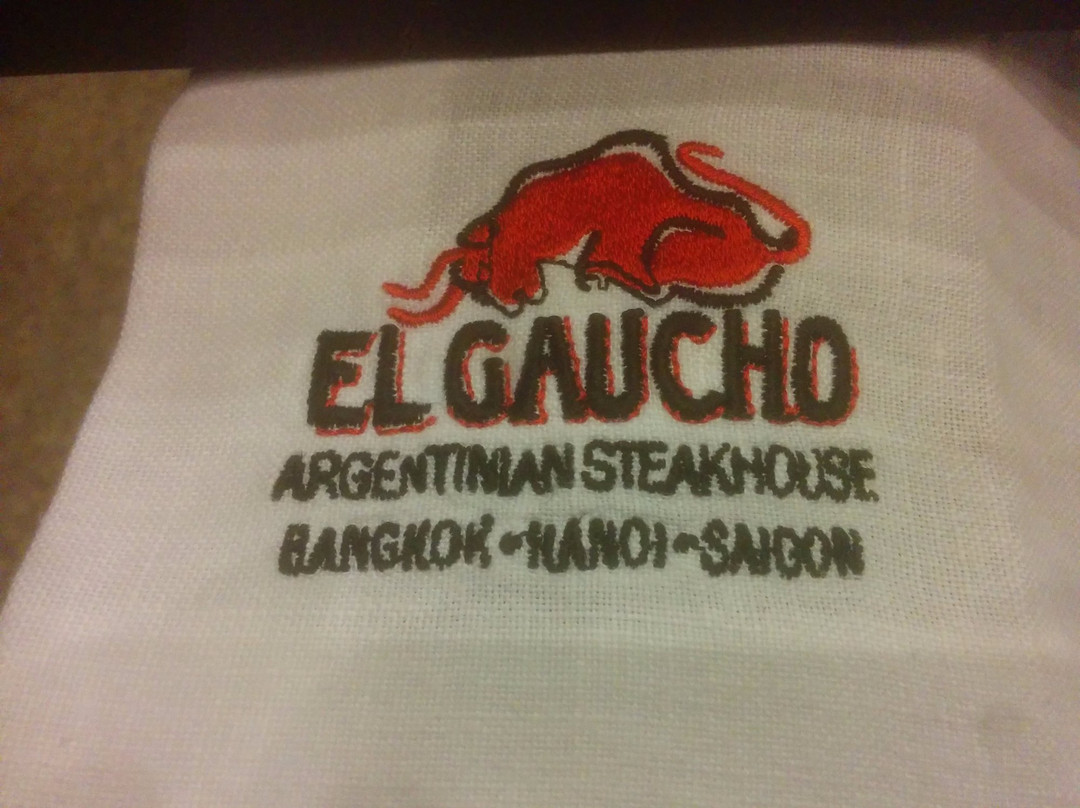 EL GAUCHO
ARGENTINIAN STEAKHOUSE
BANGKOK - HANOI - SAIGON